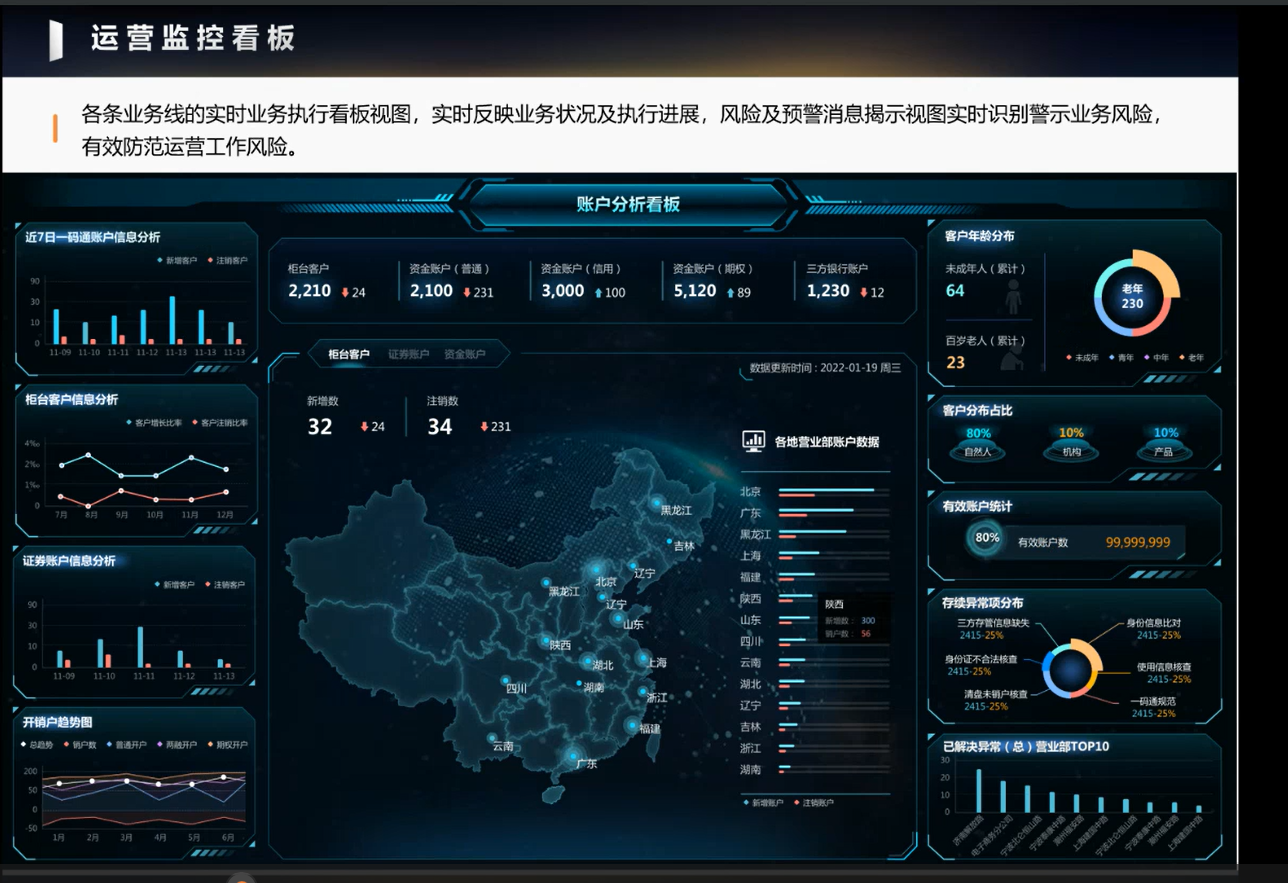 运营监控看板
各条业务线的实时业务执行看板视图，实时反映业务状况及执行进展，风险及预警消息揭示视图实时识别警示业务风险，
有效防范运营工作风险。
账户分析看板
近7日一码通账户信息分析
新增客户 注销客户
90
30
10
0
11-09 11-10 11-11 11-12 11-13 11-13 11-13
柜台客户信息分析
客户增长比率 客户注销比率
4‰
2‰
1‰
0
7月 8月 9月 10月 11月 12月
证券账户信息分析
新增客户 注销客户
90
30
10
0
11-09 11-10 11-11 11-12 11-13
开销户趋势图
总趋势 销户数 普通开户 两融开户 期权开户
200
50
0
-50
1月 2月 3月 4月 5月 6月
柜台客户
2,210 24
资金账户（普通）
2,100 231
资金账户（信用）
3,000 100
资金账户（期权）
5,120 89
三方银行账户
1,230 12
柜台客户 证券账户 资金账户
数据更新时间：2022-01-19 周三
新增数
32 24
注销数
34 231
黑龙江
吉林
辽宁
北京
黑龙江
辽宁
山东
陕西
湖北
上海
四川
湖南
浙江
福建
云南
广东
各地营业部账户数据
北京
广东
黑龙江
上海
福建
陕西
山东
四川
云南
湖北
辽宁
吉林
浙江
湖南
陕西
新增数： 300
销户数： 56
新增账户 注销账户
客户年龄分布
未成年人（累计）
64
百岁老人（累计）
23
老年
230
未成年 青年 中年 老年
客户分布占比
80%
自然人
10%
机构
10%
产品
有效账户统计
80%
有效账户数 99,999,999
存续异常项分布
三方存管信息缺失
2415-25%
身份信息比对
2415-25%
身份证不合法核查
2415-25%
使用信息核查
2415-25%
清盘未销户核查
2415-25%
一码通规范
2415-25%
已解决异常（总）营业部TOP10
30
20
10
0
济南解放路
电子商务分公司
宁波北仑恒山路
宁波泰康中路
潮州福安路
上海建国中路
宁波北仑恒山路
宁波泰康中路
潮州福安路
上海建国中路